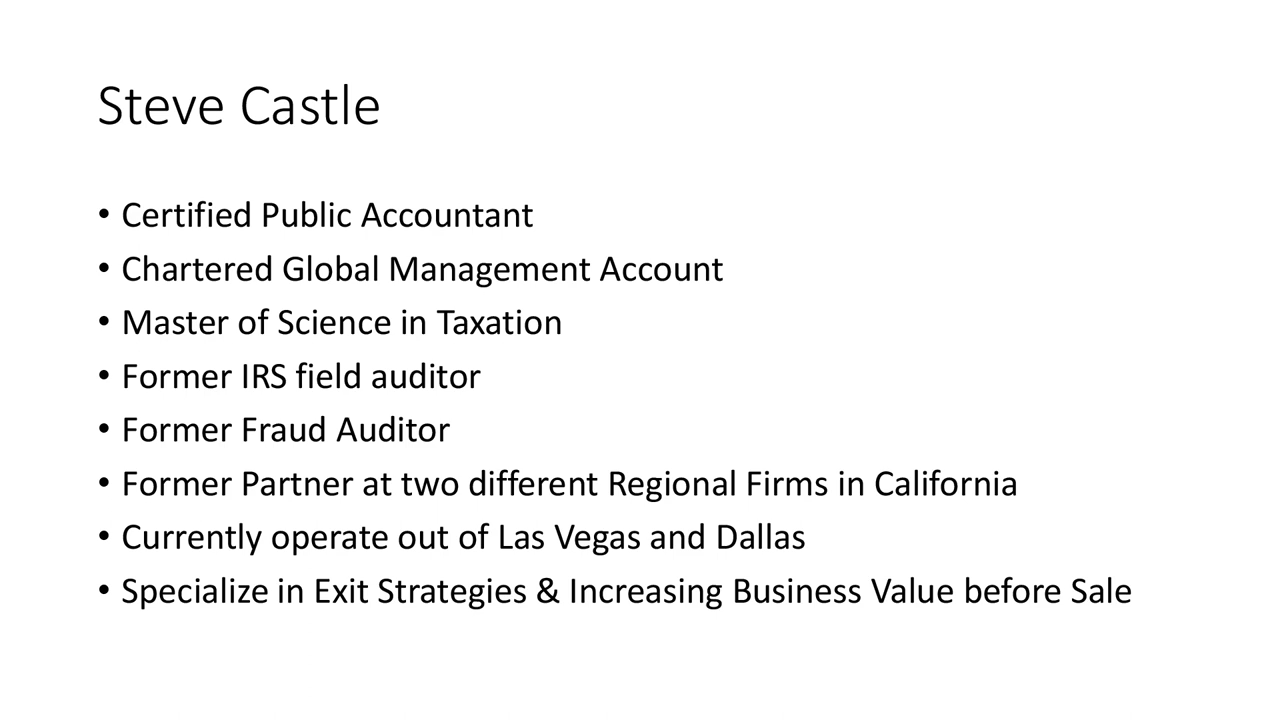 Steve Castle
• Certified Public Accountant
• Chartered Global Management Account
• Master of Science in Taxation
• Former IRS field auditor
• Former Fraud Auditor
• Former Partner at two different Regional Firms in California
• Currently operate out of Las Vegas and Dallas
• Specialize in Exit Strategies & Increasing Business Value before Sale